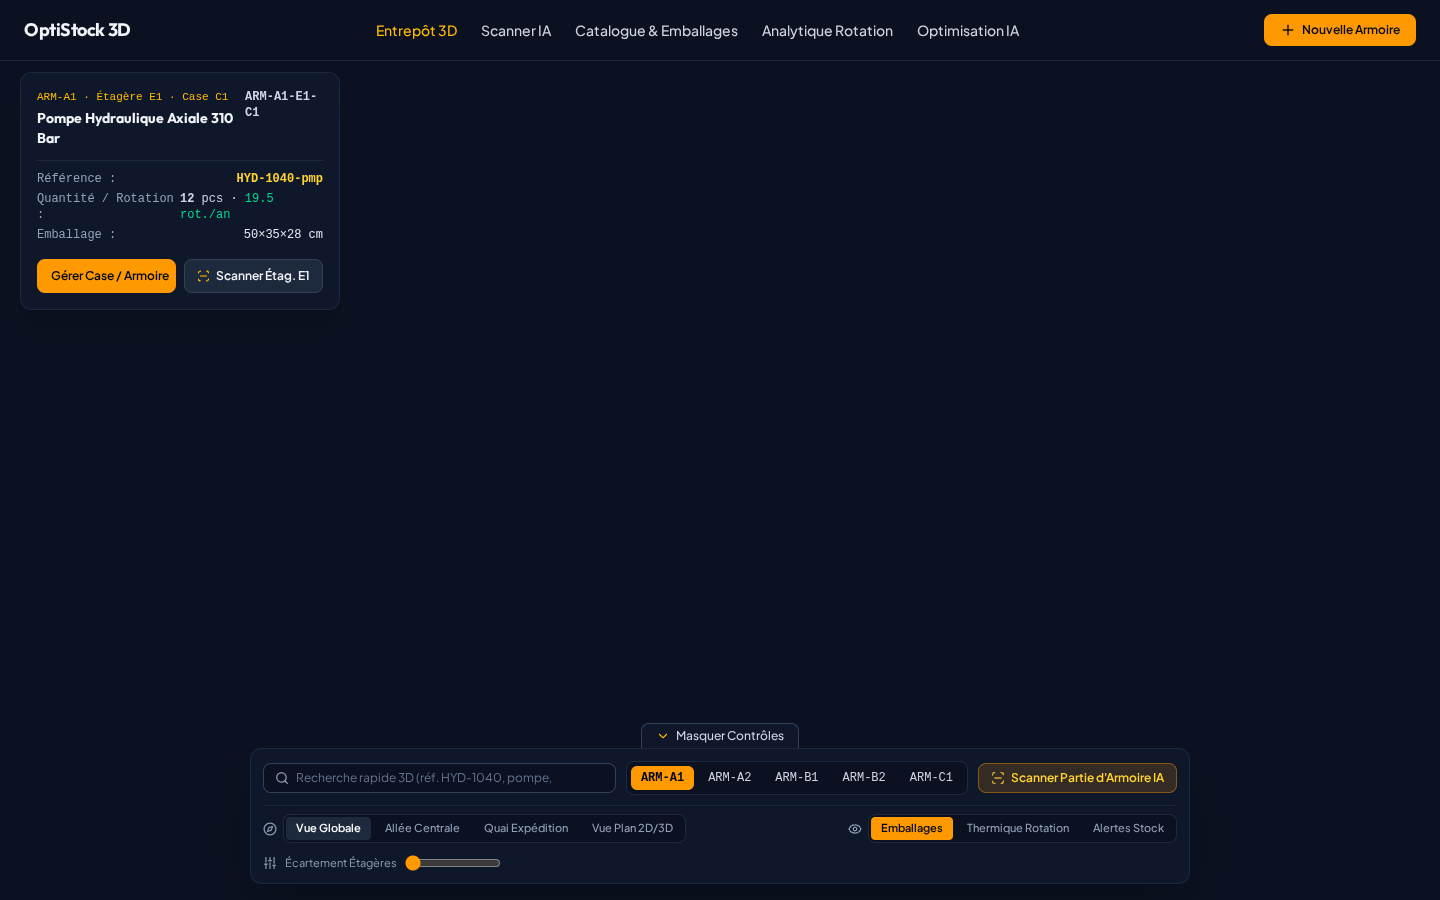 OptiStock 3D
Entrepôt 3D
Scanner IA
Catalogue & Emballages
Analytique Rotation
Optimisation IA
Nouvelle Armoire
ARM-A1 · Étagère E1 · Case C1
ARM-A1-E1-
C1
Pompe Hydraulique Axiale 310
Bar
Référence :
HYD-1040-pmp
Quantité / Rotation
:
12 pcs · 19.5
rot./an
Emballage :
50×35×28 cm
Gérer Case / Armoire
Scanner Étag. E1
Masquer Contrôles
Recherche rapide 3D (réf. HYD-1040, pompe,
ARM-A1
ARM-A2
ARM-B1
ARM-B2
ARM-C1
Scanner Partie d'Armoire IA
Vue Globale
Allée Centrale
Quai Expédition
Vue Plan 2D/3D
Emballages
Thermique Rotation
Alertes Stock
Écartement Étagères